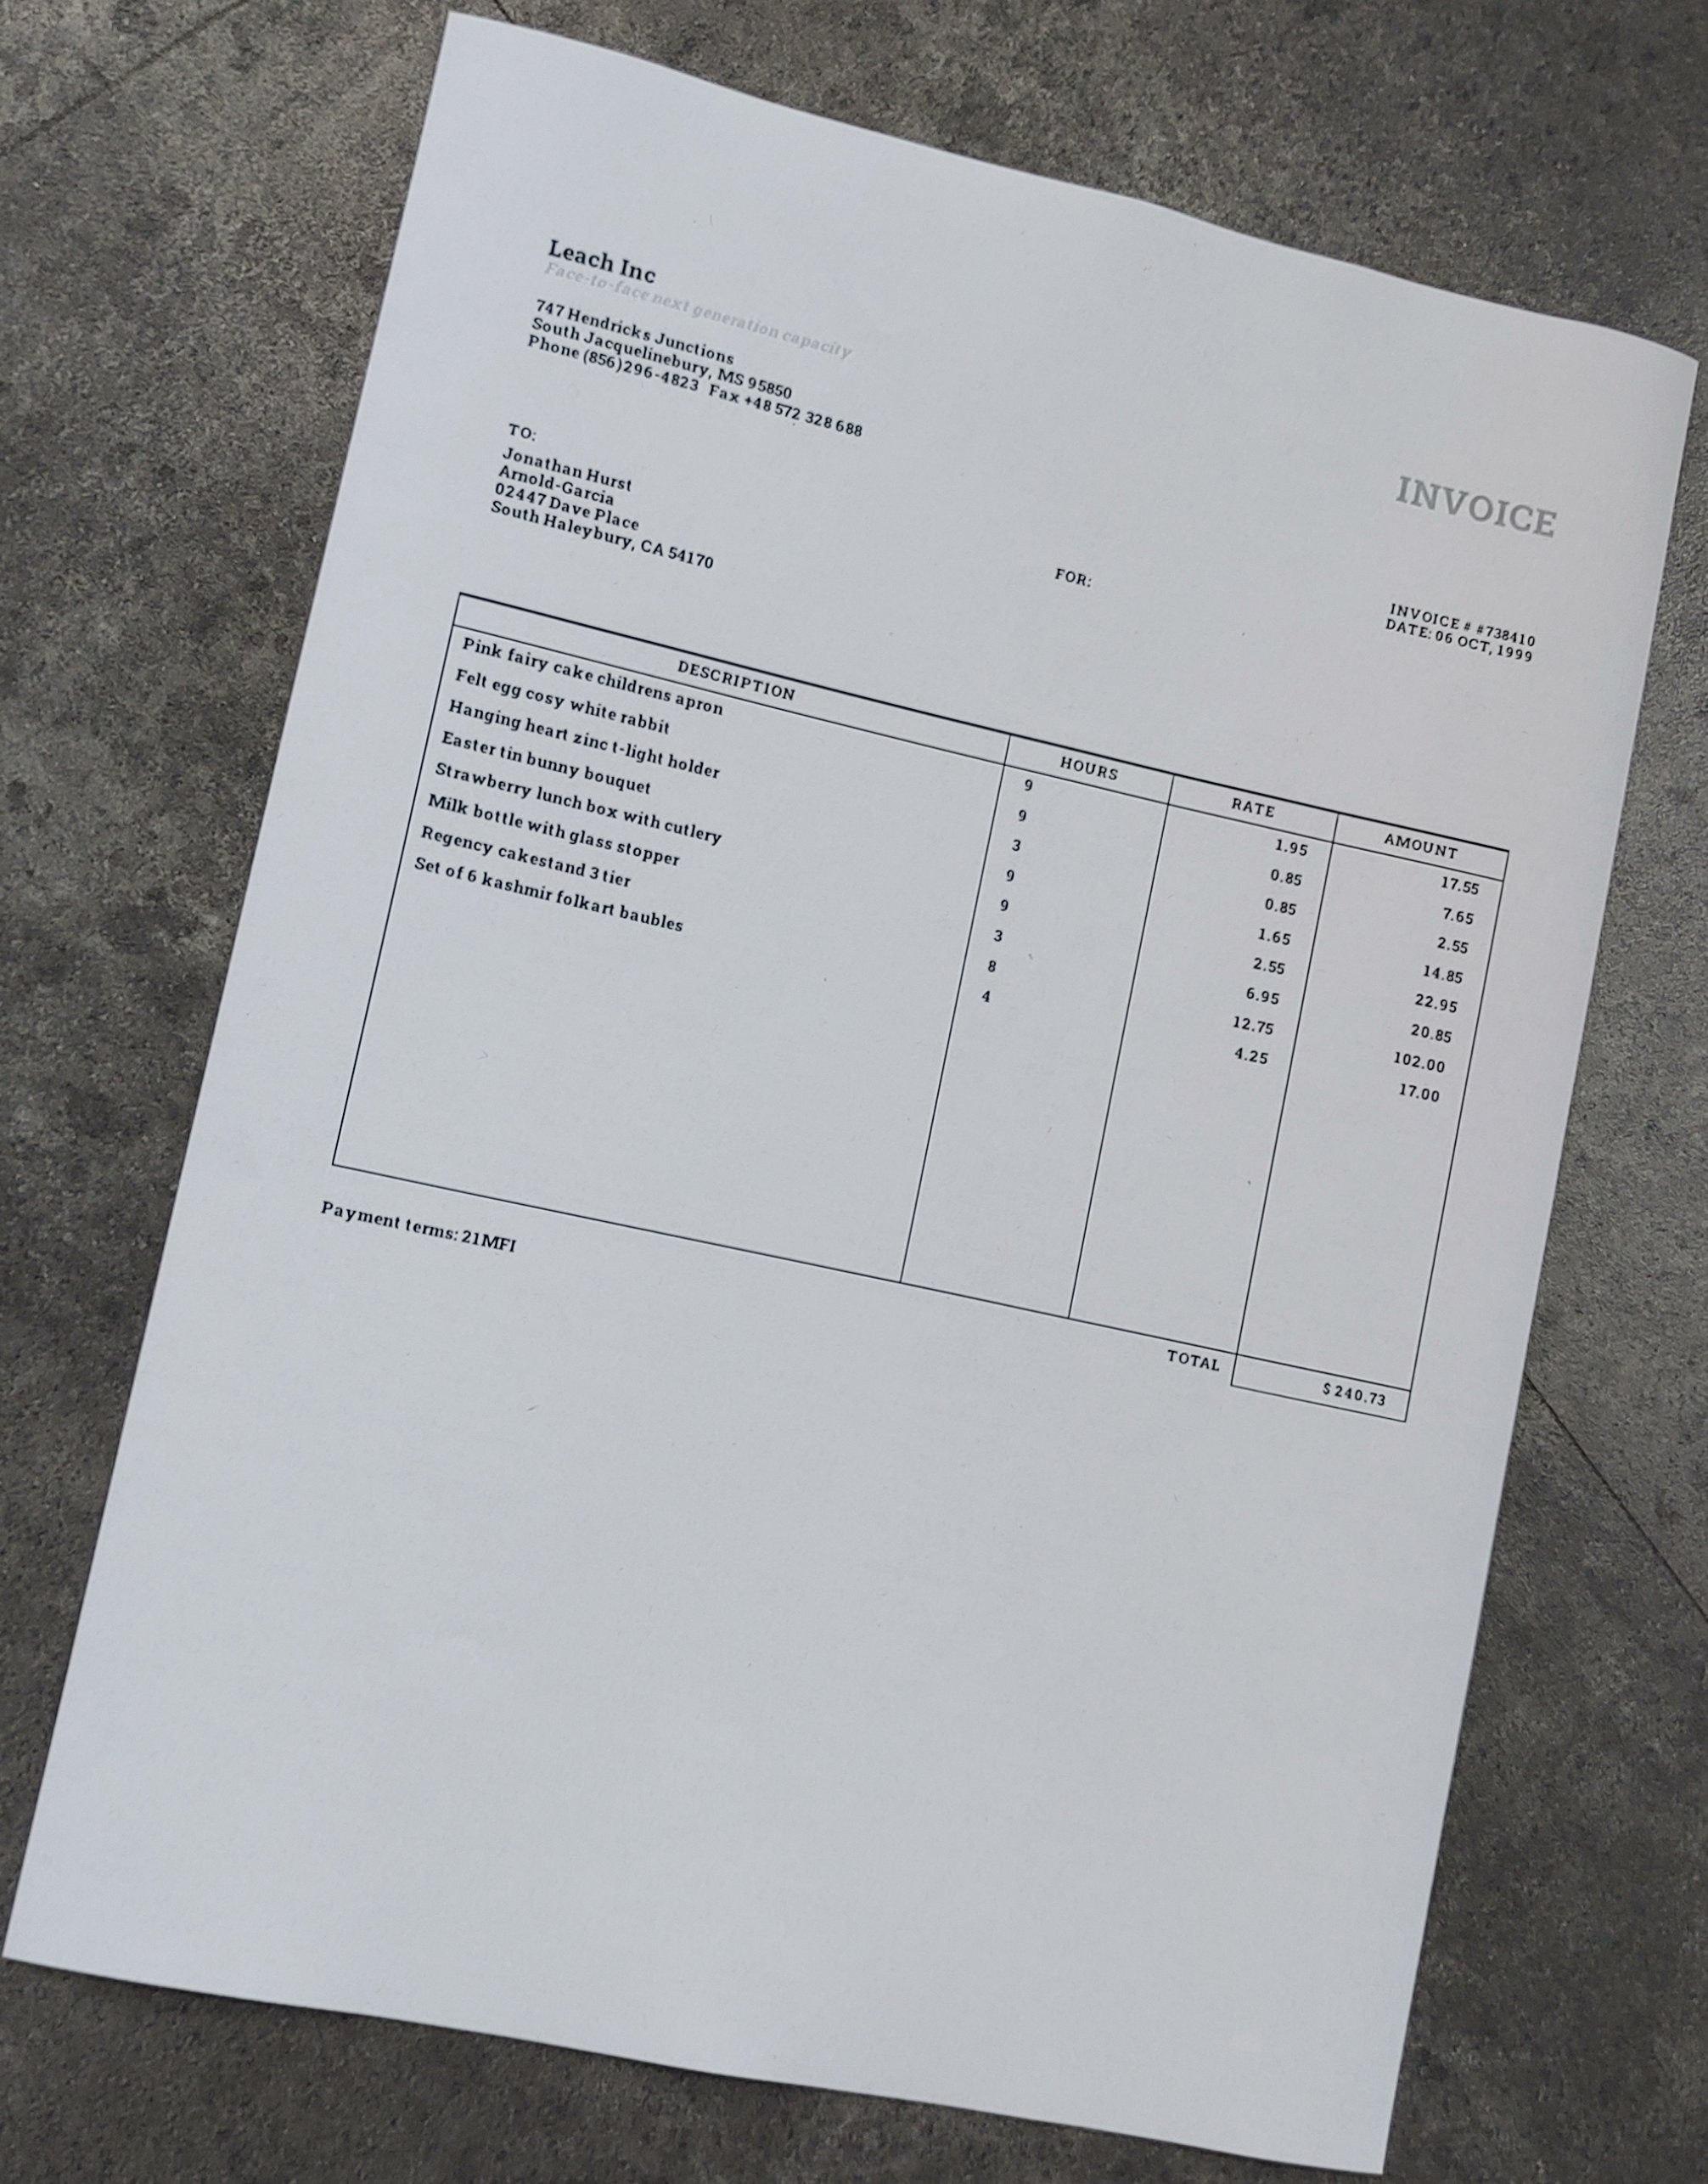 Leach Inc
Face-to-face next generation capacity
747 Hendricks Junctions
South Jacquelinebury, MS 95850
Phone (856)296-4823 Fax +48 572 328 688
INVOICE
INVOICE # #738410
DATE: 06 OCT, 1999
TO:
Jonathan Hurst
Arnold-Garcia
02447 Dave Place
South Haleybury, CA 54170
FOR:
DESCRIPTION HOURS RATE AMOUNT
Pink fairy cake childrens apron 9 1.95 17.55
Felt egg cosy white rabbit 9 0.85 7.65
Hanging heart zinc t-light holder 3 0.85 2.55
Easter tin bunny bouquet 9 1.65 14.85
Strawberry lunch box with cutlery 9 2.55 22.95
Milk bottle with glass stopper 3 6.95 20.85
Regency cakestand 3 tier 8 12.75 102.00
Set of 6 kashmir folkart baubles 4 4.25 17.00
TOTAL $ 240.73
Payment terms: 21MFI